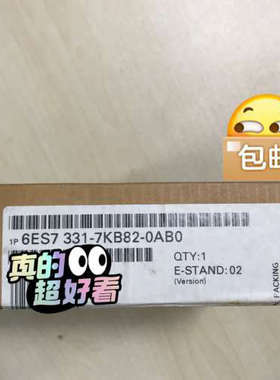 包邮
1P 6ES7 331-7KB82-0AB0
QTY:1
E-STAND:02
(Version)
真的
超好看
PACKING